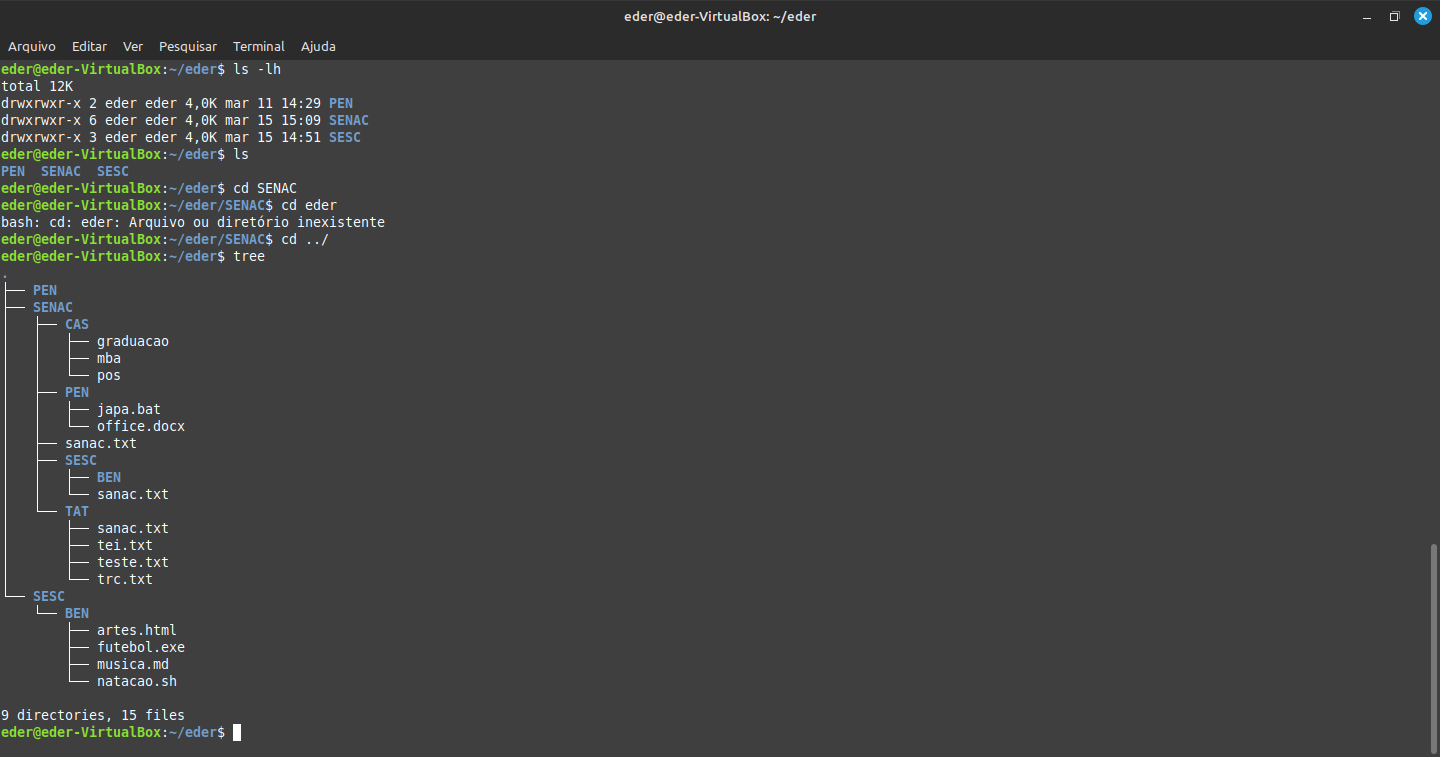 eder@eder-VirtualBox: ~/eder
Arquivo Editar Ver Pesquisar Terminal Ajuda
eder@eder-VirtualBox:~/eder$ ls -lh
total 12K
drwxrwxr-x 2 eder eder 4,0K mar 11 14:29 PEN
drwxrwxr-x 6 eder eder 4,0K mar 15 15:09 SENAC
drwxrwxr-x 3 eder eder 4,0K mar 15 14:51 SESC
eder@eder-VirtualBox:~/eder$ ls
PEN  SENAC  SESC
eder@eder-VirtualBox:~/eder$ cd SENAC
eder@eder-VirtualBox:~/eder/SENAC$ cd eder
bash: cd: eder: Arquivo ou diretório inexistente
eder@eder-VirtualBox:~/eder/SENAC$ cd ../
eder@eder-VirtualBox:~/eder$ tree
.
├── PEN
├── SENAC
│   ├── CAS
│   │   ├── graduacao
│   │   ├── mba
│   │   └── pos
│   ├── PEN
│   │   ├── japa.bat
│   │   └── office.docx
│   ├── sanac.txt
│   ├── SESC
│   │   ├── BEN
│   │   └── sanac.txt
│   └── TAT
│       ├── sanac.txt
│       ├── tei.txt
│       ├── teste.txt
│       └── trc.txt
└── SESC
    └── BEN
        ├── artes.html
        ├── futebol.exe
        ├── musica.md
        └── natacao.sh
9 directories, 15 files
eder@eder-VirtualBox:~/eder$